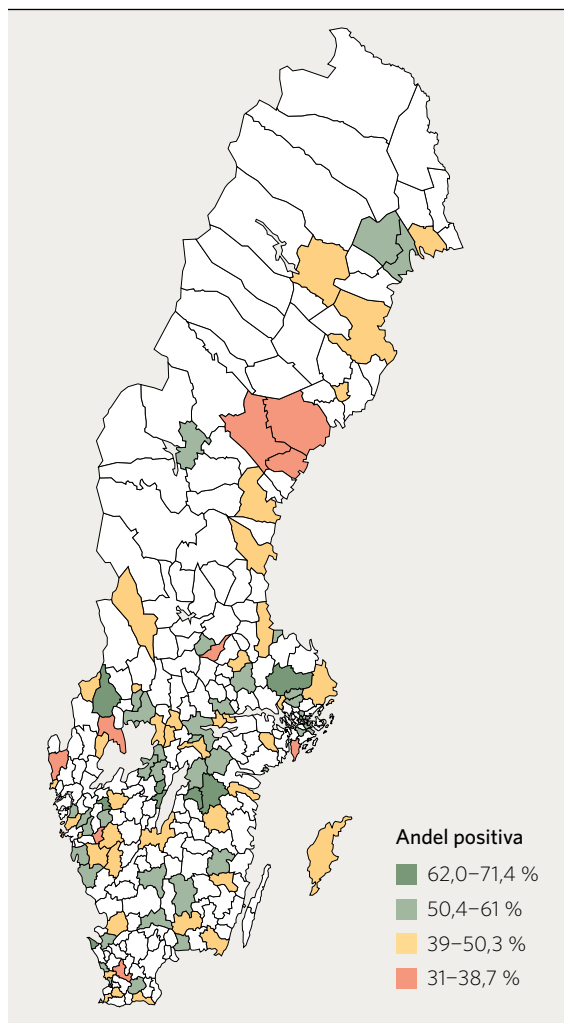 Andel positiva
62,0–71,4 %
50,4–61 %
39–50,3 %
31–38,7 %